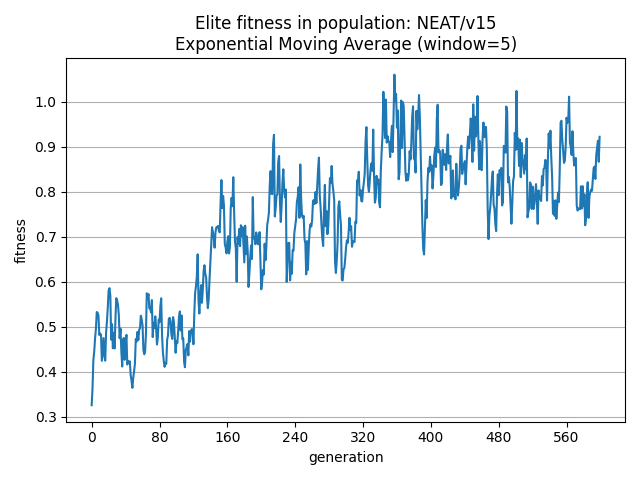 Elite fitness in population: NEAT/v15
Exponential Moving Average (window=5)
fitness
1.0
0.9
0.8
0.7
0.6
0.5
0.4
0.3
0 80 160 240 320 400 480 560
generation